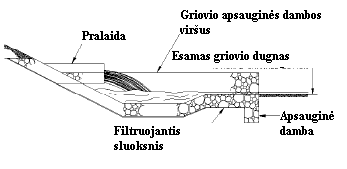 Griovio apsauginės dambos
viršus
Pralaida
Esamas griovio dugnas
Filtruojantis
sluoksnis
Apsauginė
damba